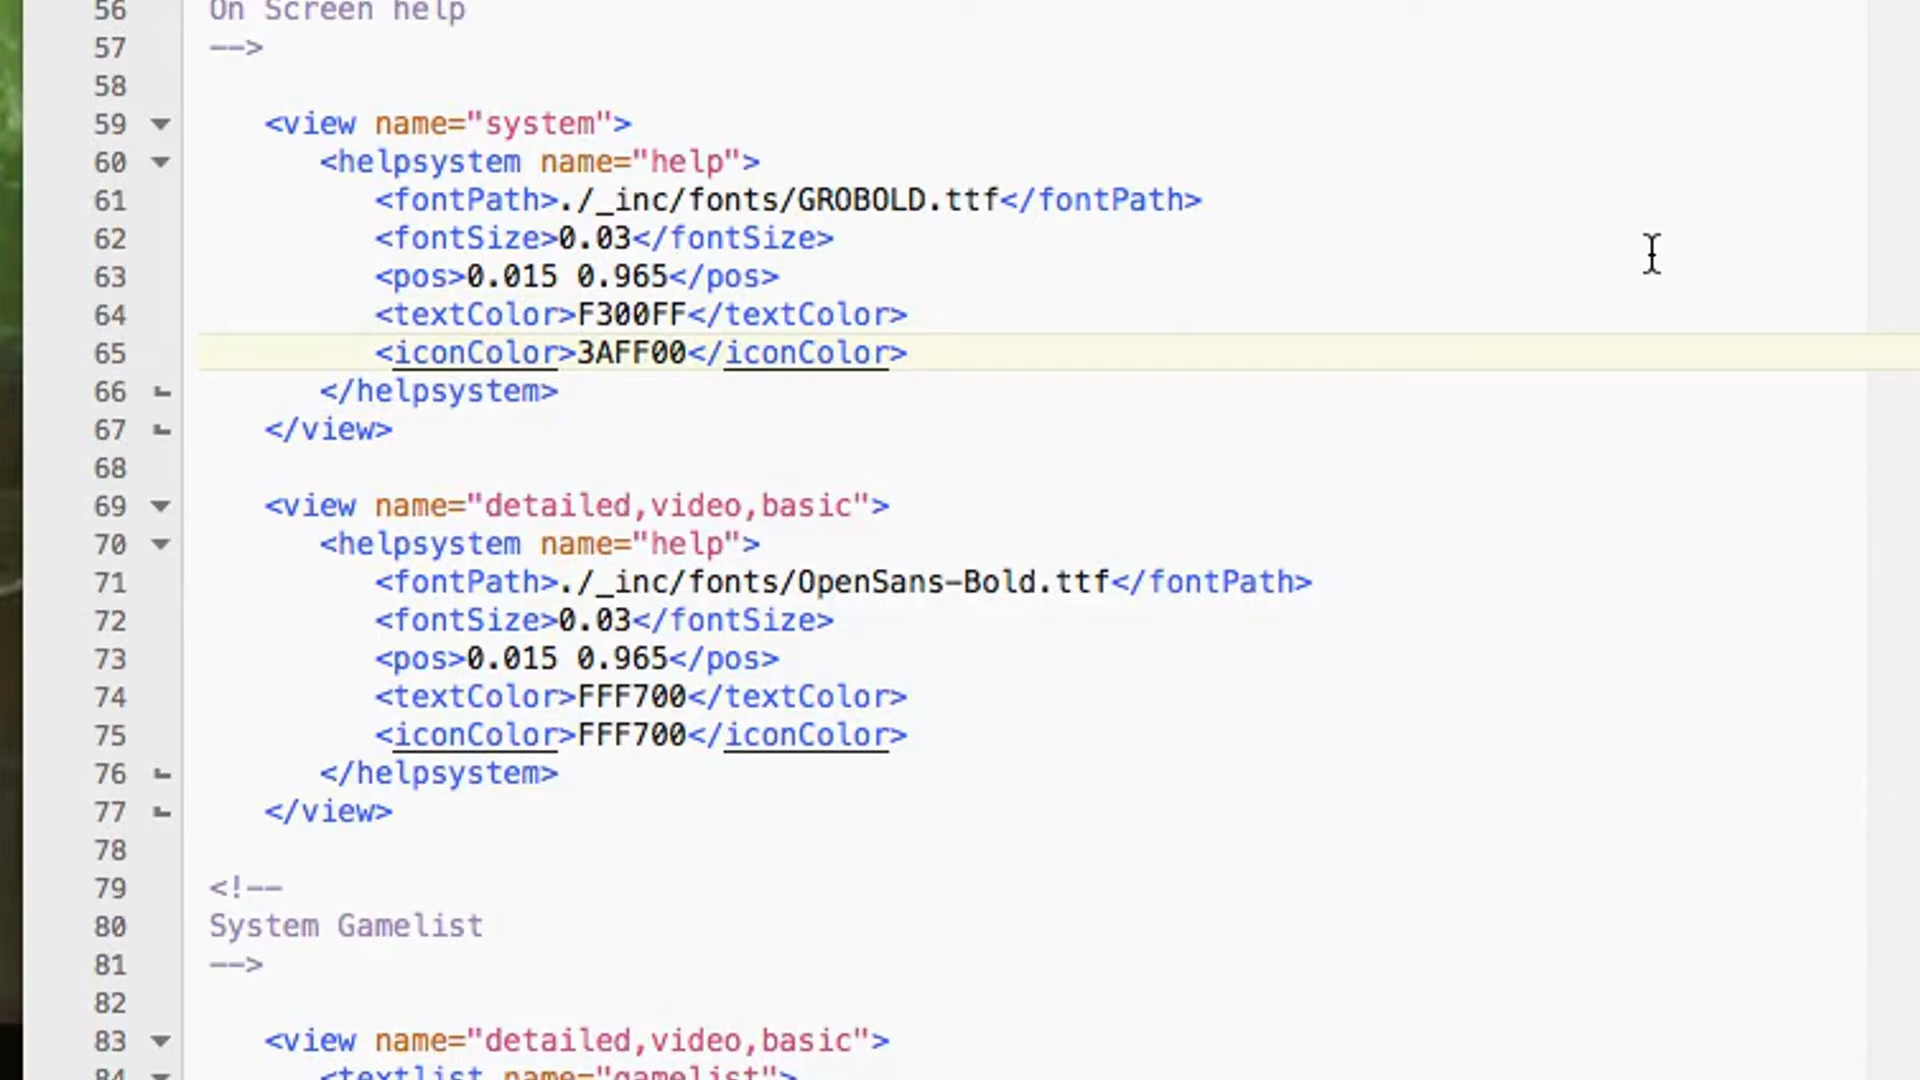 56 On Screen help
57 -->
58
59 <view name="system">
60 <helpsystem name="help">
61 <fontPath>./_inc/fonts/GROBOLD.ttf</fontPath>
62 <fontSize>0.03</fontSize>
63 <pos>0.015 0.965</pos>
64 <textColor>F300FF</textColor>
65 <iconColor>3AFF00</iconColor>
66 </helpsystem>
67 </view>
68
69 <view name="detailed,video,basic">
70 <helpsystem name="help">
71 <fontPath>./_inc/fonts/OpenSans-Bold.ttf</fontPath>
72 <fontSize>0.03</fontSize>
73 <pos>0.015 0.965</pos>
74 <textColor>FFF700</textColor>
75 <iconColor>FFF700</iconColor>
76 </helpsystem>
77 </view>
78
79 <!--
80 System Gamelist
81 -->
82
83 <view name="detailed,video,basic">
84 <textlist name="gamelist">